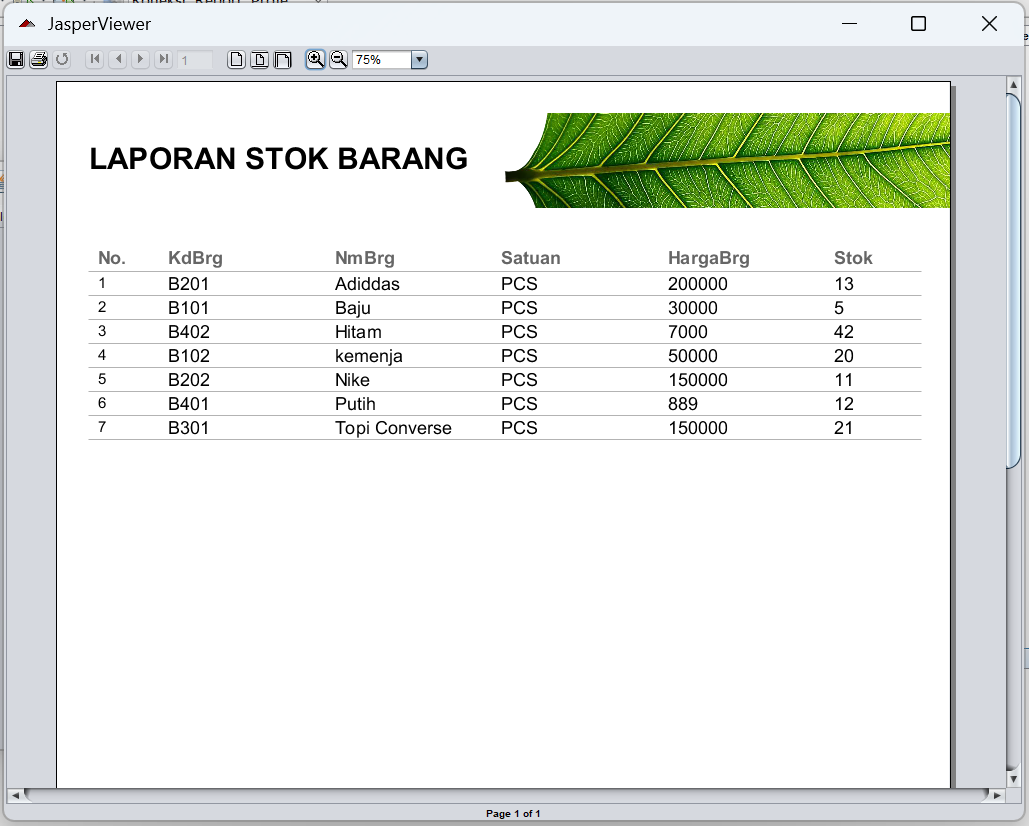 JasperViewer
1
75%
LAPORAN STOK BARANG
No. KdBrg NmBrg Satuan HargaBrg Stok
1 B201 Adiddas PCS 200000 13
2 B101 Baju PCS 30000 5
3 B402 Hitam PCS 7000 42
4 B102 kemenja PCS 50000 20
5 B202 Nike PCS 150000 11
6 B401 Putih PCS 889 12
7 B301 Topi Converse PCS 150000 21
Page 1 of 1